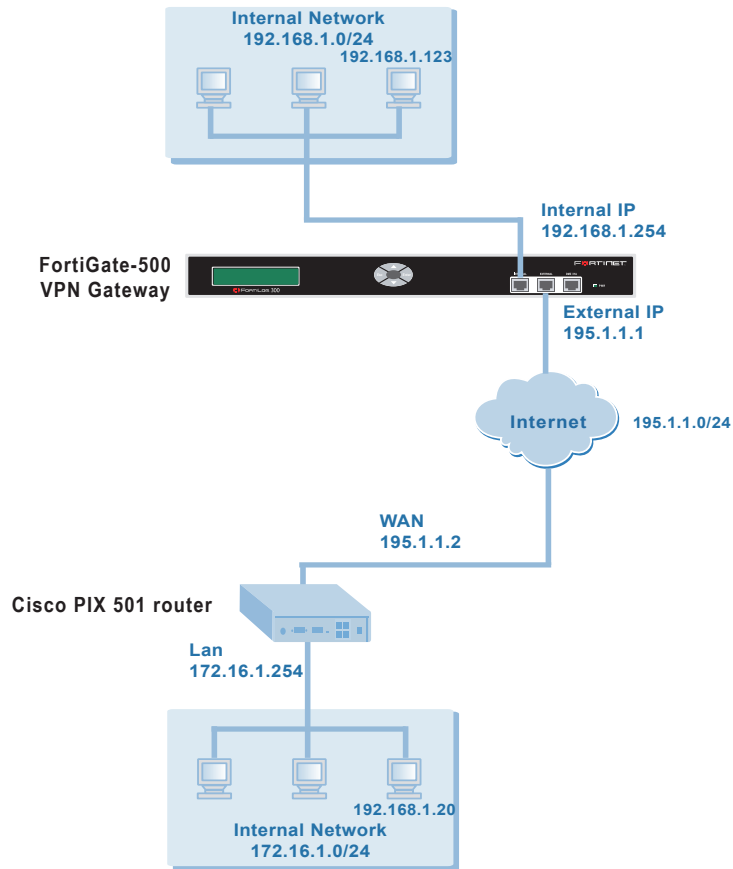 Internal Network
192.168.1.0/24
192.168.1.123
Internal IP
192.168.1.254
FortiGate-500
VPN Gateway
FORTINET
FORTILOG 300
EXTERNAL
External IP
195.1.1.1
Internet
195.1.1.0/24
WAN
195.1.1.2
Cisco PIX 501 router
Lan
172.16.1.254
192.168.1.20
Internal Network
172.16.1.0/24